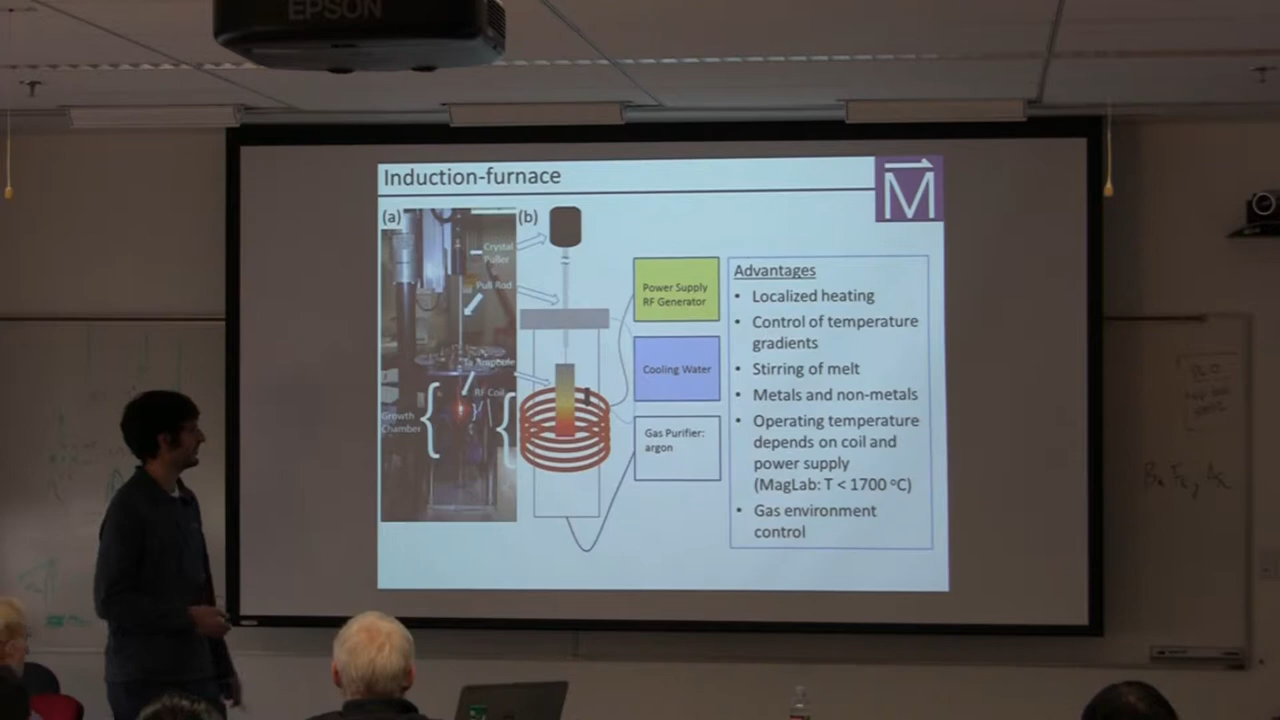 EPSON
Induction-furnace
M
(a)
(b)
Crystal
Puller
Pull Rod
RF Coil
Growth
Chamber
Power Supply
RF Generator
Cooling Water
Gas Purifier:
argon
Advantages
• Localized heating
• Control of temperature
gradients
• Stirring of melt
• Metals and non-metals
• Operating temperature
depends on coil and
power supply
(MagLab: T < 1700 °C)
• Gas environment
control